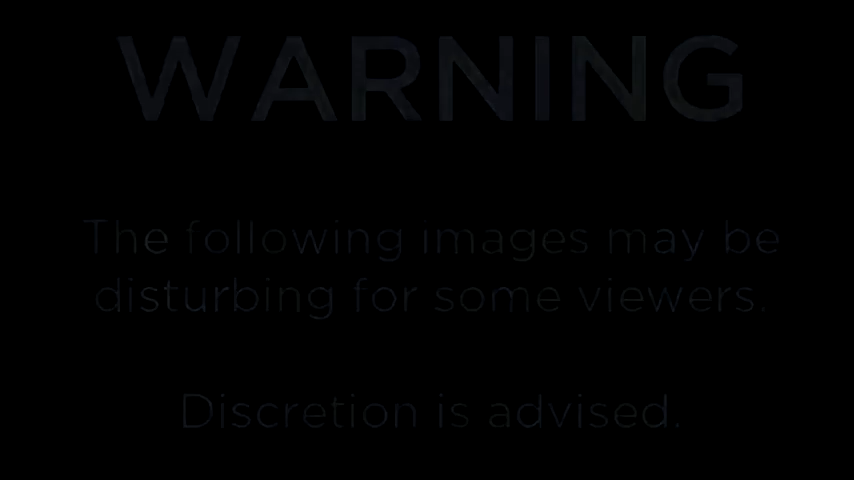 WARNING
The following images may be
disturbing for some viewers.
Discretion is advised.